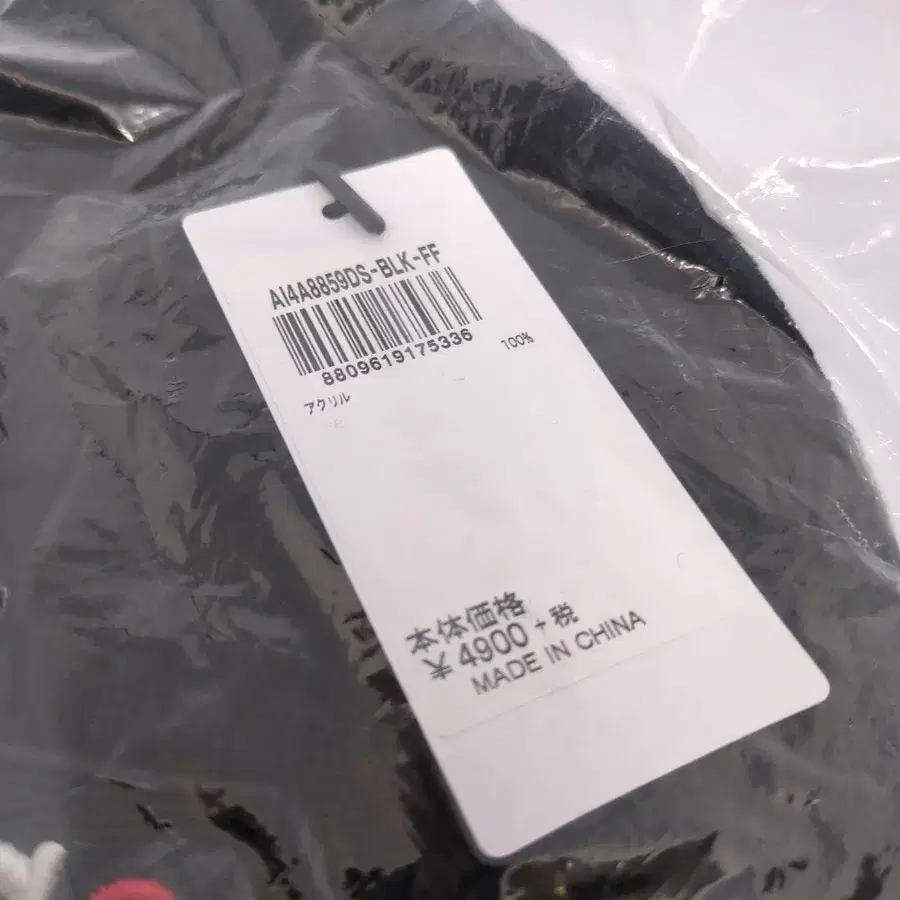 AI4A8859DS-BLK-FF
8809619175336
アクリル 100%
本体価格
¥4900+税
MADE IN CHINA